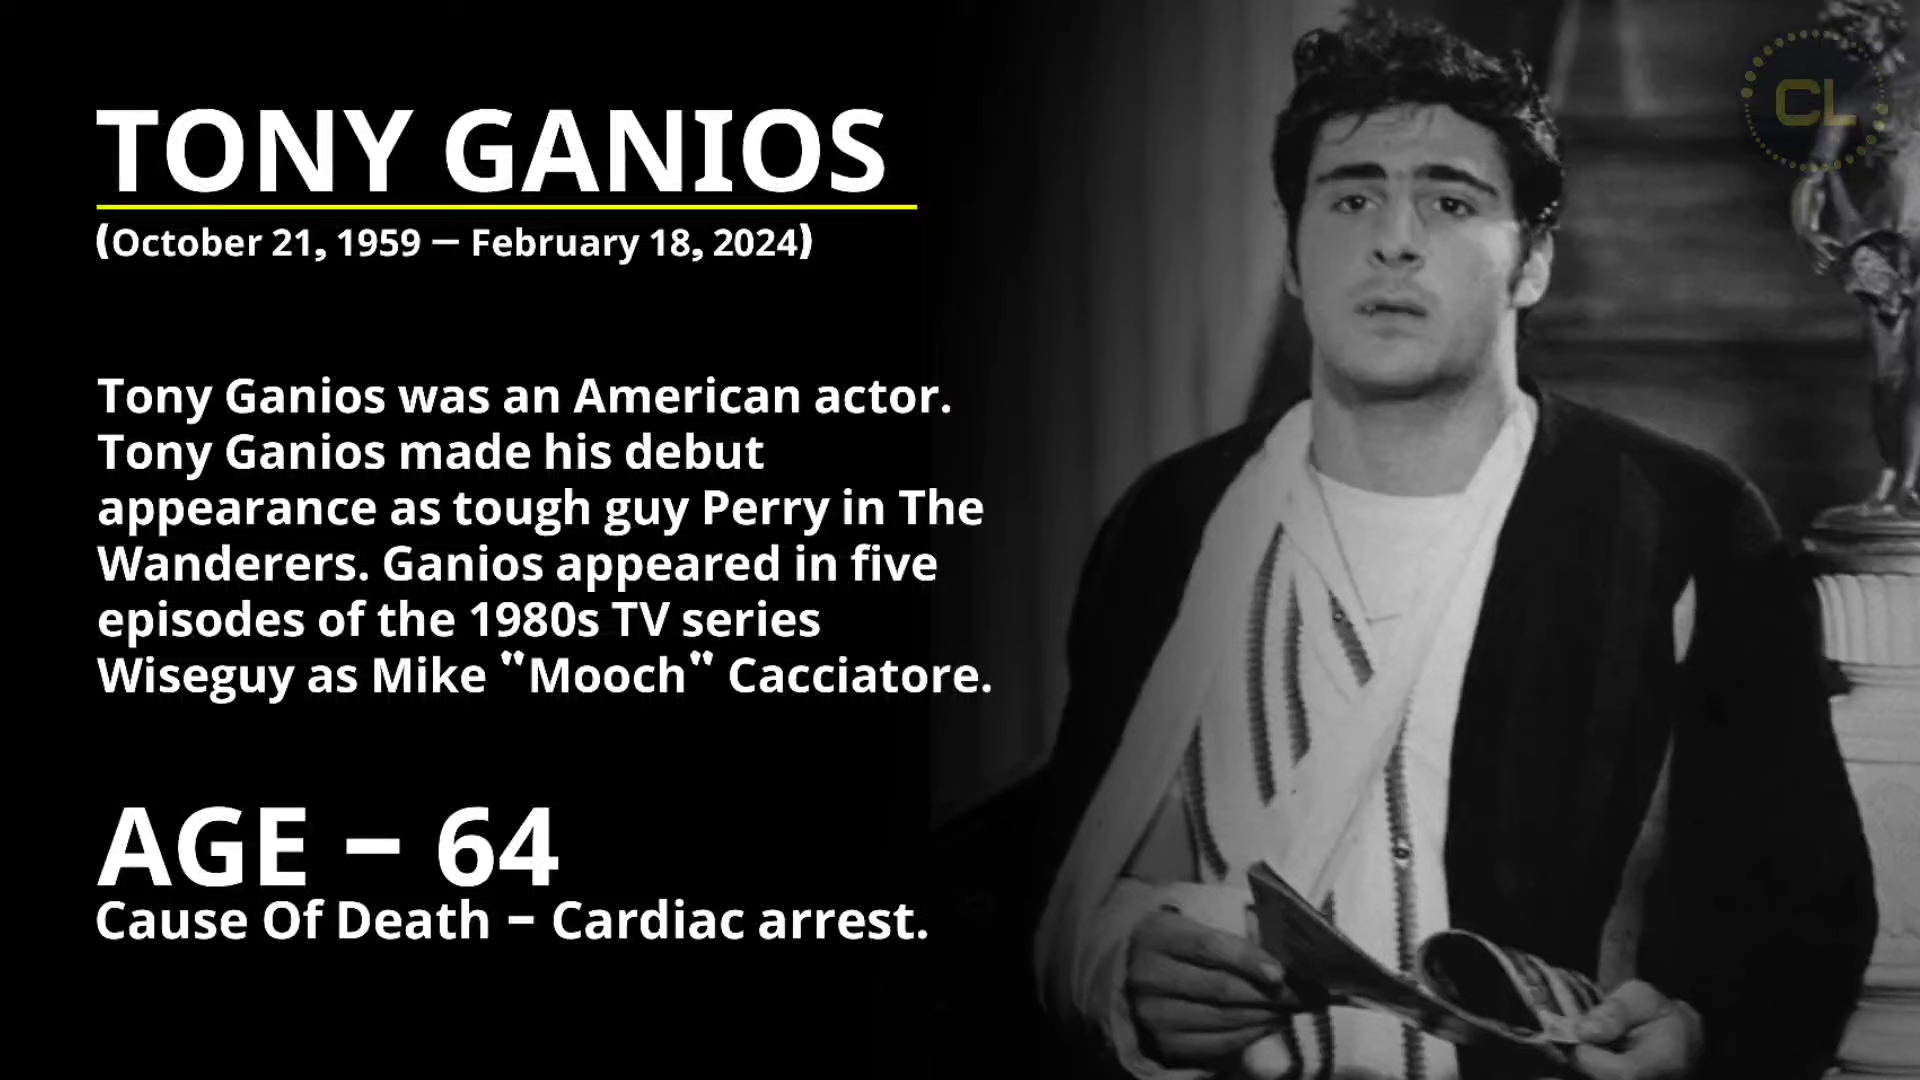 TONY GANIOS
(October 21, 1959 – February 18, 2024)
Tony Ganios was an American actor.
Tony Ganios made his debut
appearance as tough guy Perry in The
Wanderers. Ganios appeared in five
episodes of the 1980s TV series
Wiseguy as Mike "Mooch" Cacciatore.
AGE – 64
Cause Of Death – Cardiac arrest.
CL